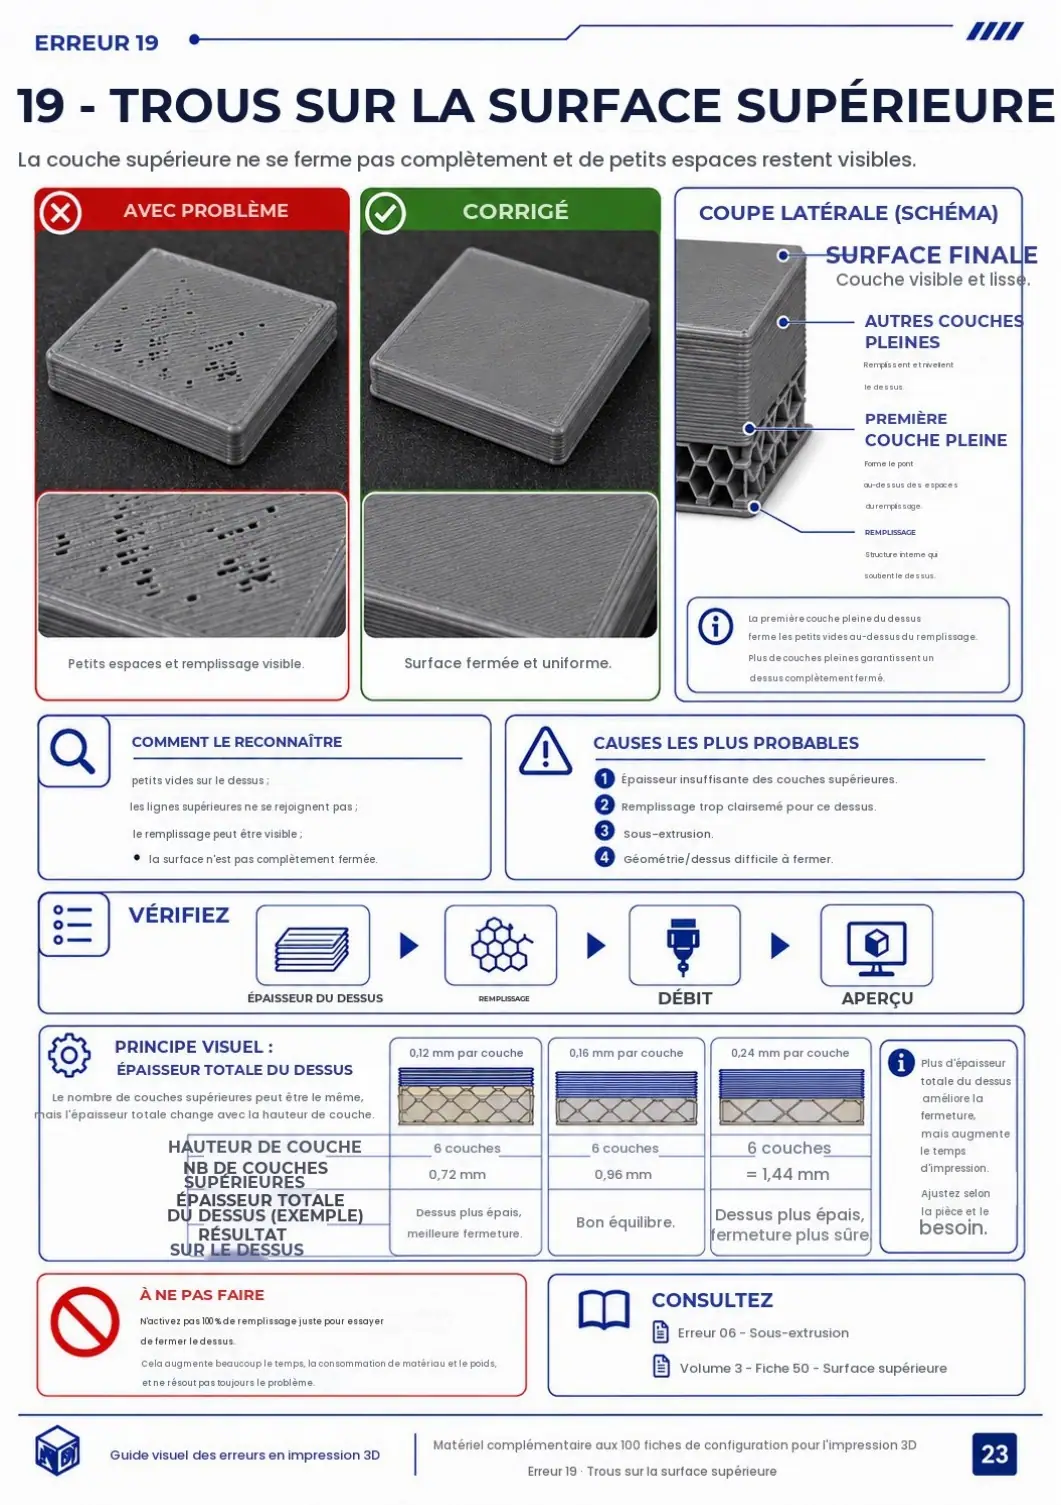 ERREUR 19
19 - TROUS SUR LA SURFACE SUPÉRIEURE
La couche supérieure ne se ferme pas complètement et de petits espaces restent visibles.
AVEC PROBLÈME
Petits espaces et remplissage visible.
CORRIGÉ
Surface fermée et uniforme.
COUPE LATÉRALE (SCHÉMA)
SURFACE FINALE
Couche visible et lisse.
AUTRES COUCHES
PLEINES
Remplissent et nivellent
le dessus
PREMIÈRE
COUCHE PLEINE
Forme le pont
au-dessus des espaces
du remplissage.
REMPLISSAGE
Structure interne qui
soutient le dessus.
La première couche pleine du dessus
ferme les petits vides au-dessus du remplissage.
Plus de couches pleines garantissent un
dessus complètement fermé.
COMMENT LE RECONNAÎTRE
petits vides sur le dessus ;
les lignes supérieures ne se rejoignent pas ;
le remplissage peut être visible ;
• la surface n'est pas complètement fermée.
CAUSES LES PLUS PROBABLES
1 Épaisseur insuffisante des couches supérieures.
2 Remplissage trop clairsemé pour ce dessus.
3 Sous-extrusion.
4 Géométrie/dessus difficile à fermer.
VÉRIFIEZ
ÉPAISSEUR DU DESSUS
REMPLISSAGE
DÉBIT
APERÇU
PRINCIPE VISUEL :
ÉPAISSEUR TOTALE DU DESSUS
Le nombre de couches supérieures peut être le même,
mais l'épaisseur totale change avec la hauteur de couche.
0,12 mm par couche
0,16 mm par couche
0,24 mm par couche
HAUTEUR DE COUCHE
6 couches
6 couches
6 couches
NB DE COUCHES
SUPÉRIEURES
0,72 mm
0,96 mm
= 1,44 mm
ÉPAISSEUR TOTALE
DU DESSUS (EXEMPLE)
RÉSULTAT
SUR LE DESSUS
Dessus plus épais,
meilleure fermeture.
Bon équilibre.
Dessus plus épais,
fermeture plus sûre.
Plus d'épaisseur
totale du dessus
améliore la
fermeture,
mais augmente
le temps
d'impression.
Ajustez selon
la pièce et le
besoin.
À NE PAS FAIRE
N'activez pas 100 % de remplissage juste pour essayer
de fermer le dessus.
Cela augmente beaucoup le temps, la consommation de matériau et le poids,
et ne résout pas toujours le problème.
CONSULTEZ
Erreur 06 - Sous-extrusion
Volume 3 - Fiche 50 - Surface supérieure
Guide visuel des erreurs en impression 3D
Matériel complémentaire aux 100 fiches de configuration pour l'impression 3D
Erreur 19 · Trous sur la surface supérieure
23